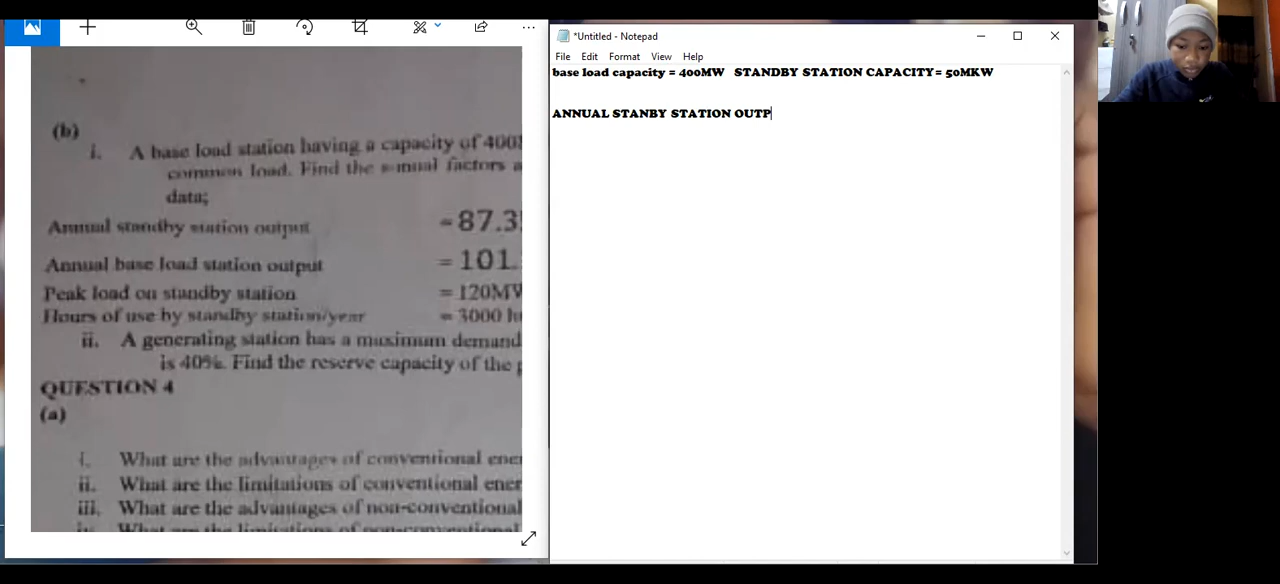 (b)
i. A base load station having a capacity of 400
common load. Find the annual factors
data;
Annual standby station output = 87.3
Annual base load station output = 101.
Peak load on standby station = 120MW
Hours of use by standby station/year = 3000 h
ii. A generating station has a maximum demand
is 40%. Find the reserve capacity of the p
QUESTION 4
(a)
i. What are the advantages of conventional ener
ii. What are the limitations of conventional ener
iii. What are the advantages of non-conventional
*Untitled - Notepad
File Edit Format View Help
base load capacity = 400MW STANDBY STATION CAPACITY= 50MKW
ANNUAL STANBY STATION OUTP